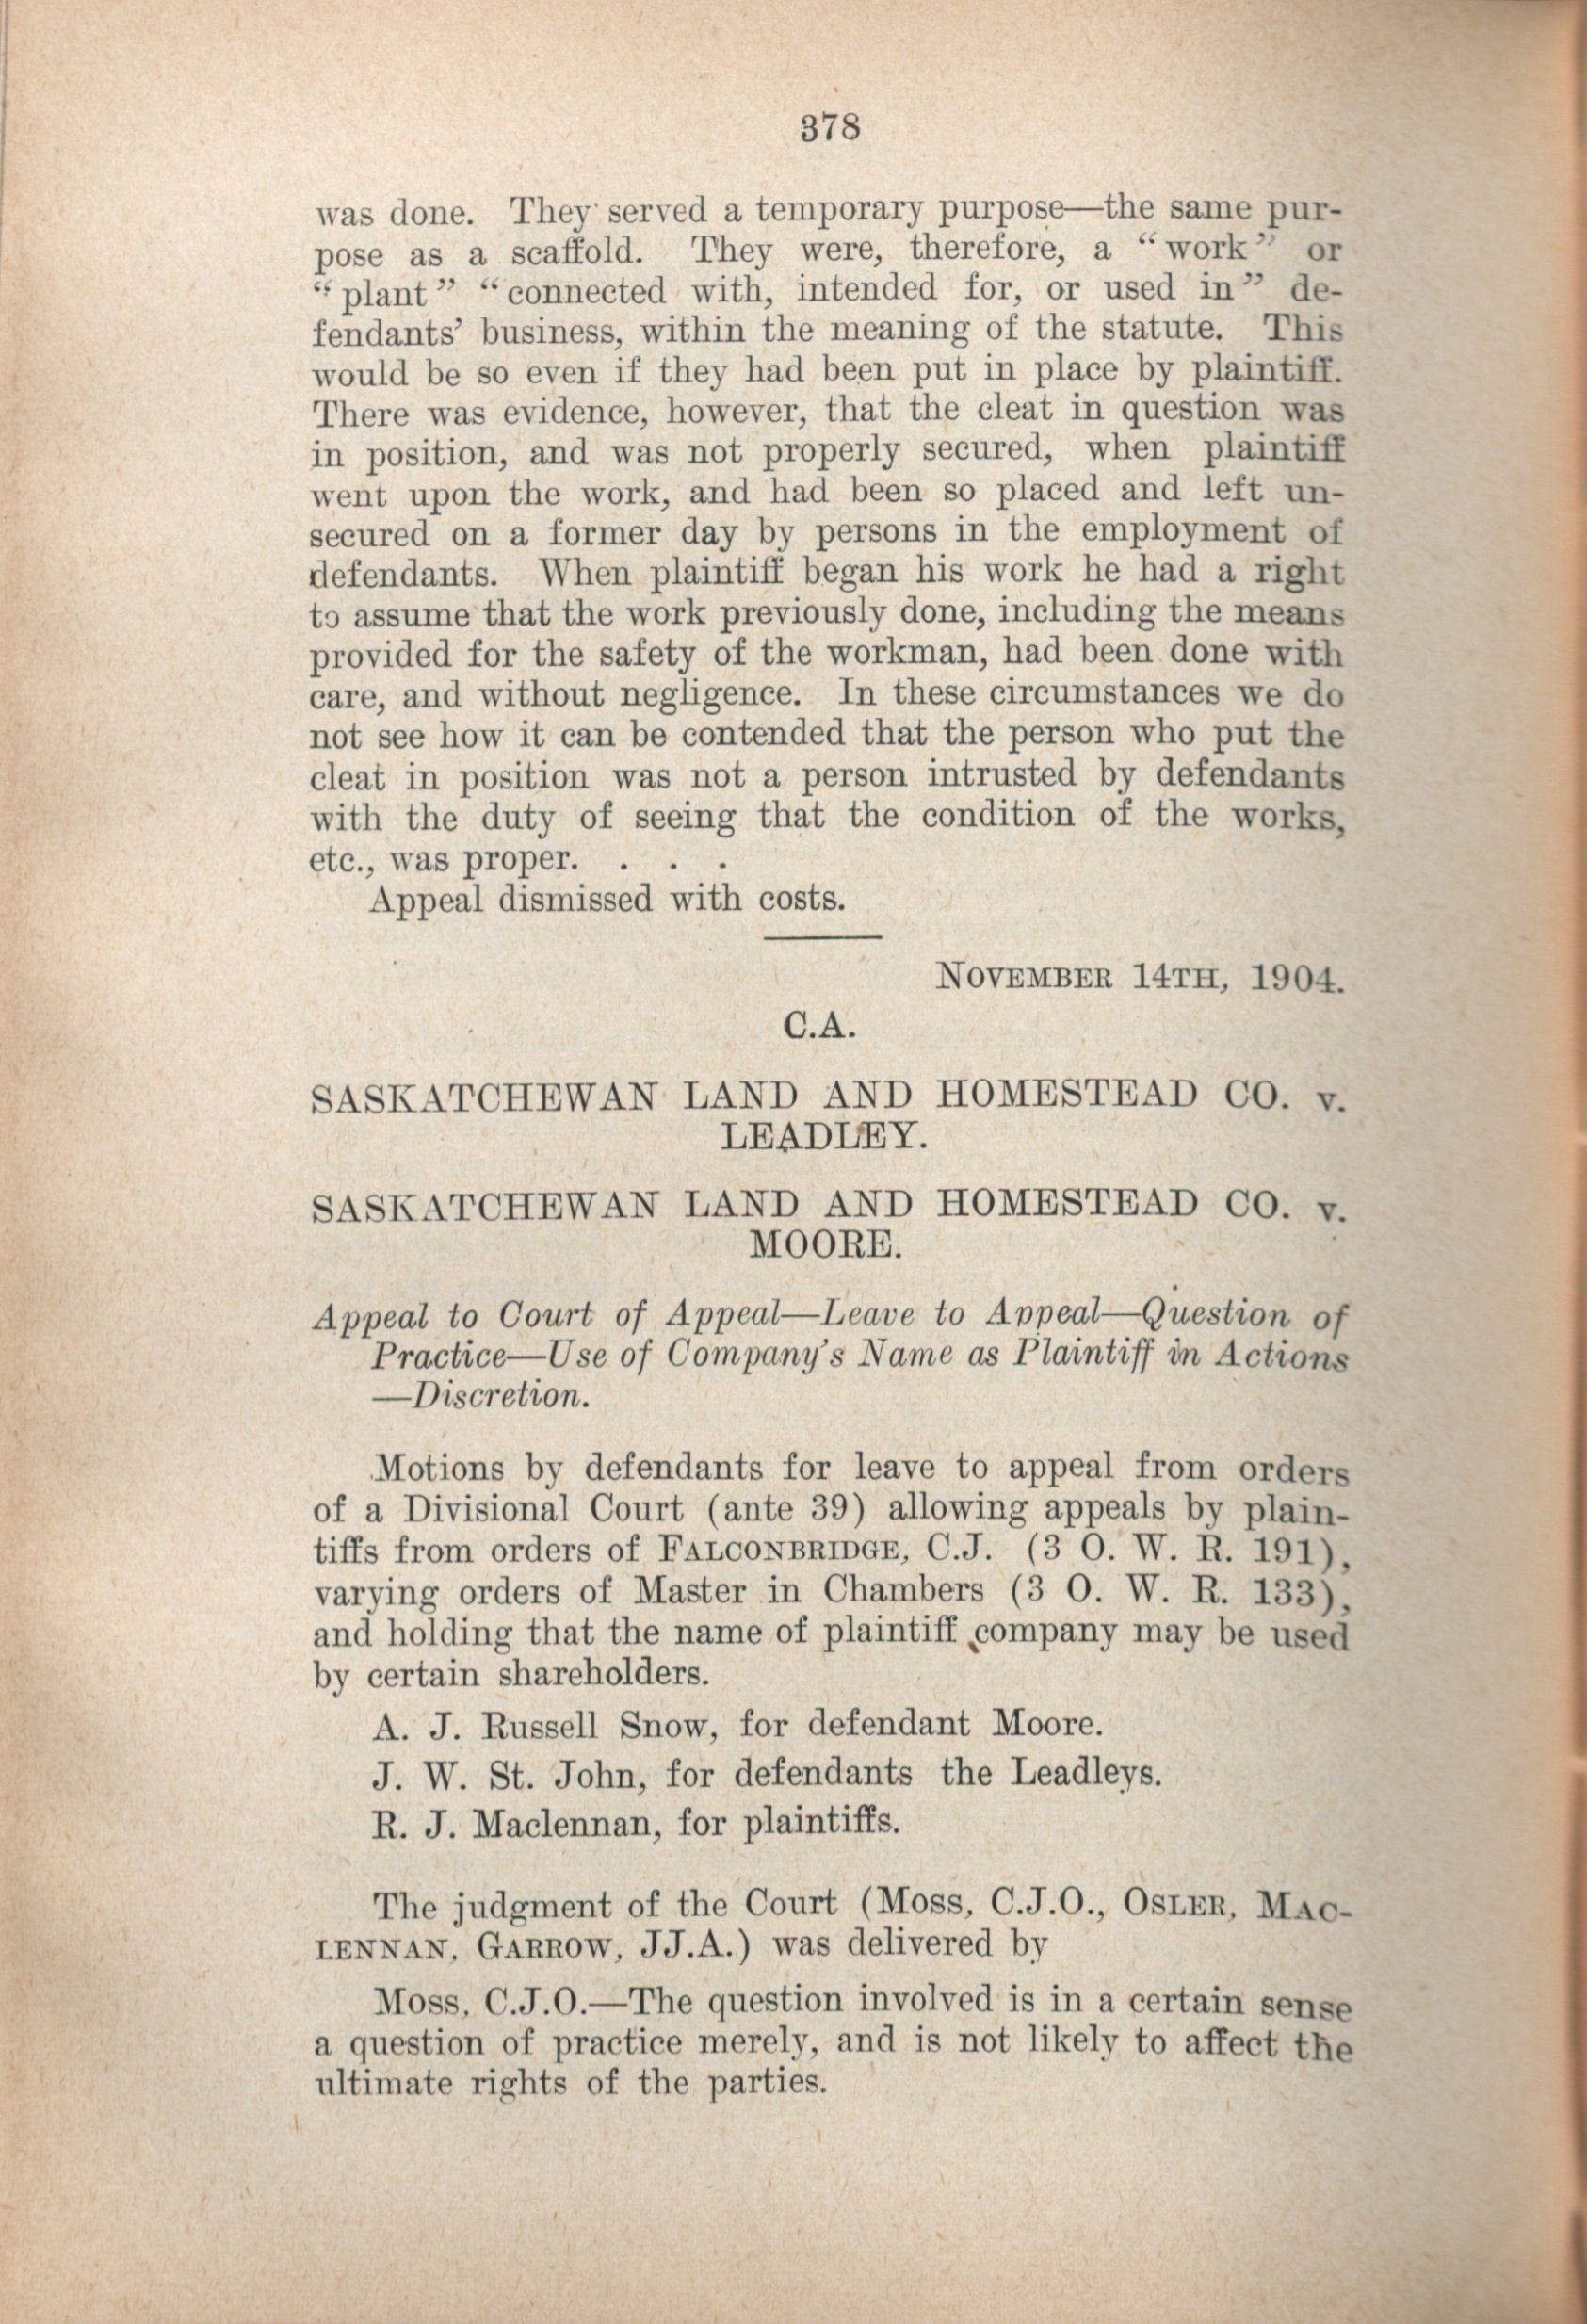 378
was done. They served a temporary purpose—the same pur-
pose as a scaffold. They were, therefore, a “work” or
“plant” “connected with, intended for, or used in” de-
fendants’ business, within the meaning of the statute. This
would be so even if they had been put in place by plaintiff.
There was evidence, however, that the cleat in question was
in position, and was not properly secured, when plaintiff
went upon the work, and had been so placed and left un-
secured on a former day by persons in the employment of
defendants. When plaintiff began his work he had a right
to assume that the work previously done, including the means
provided for the safety of the workman, had been done with
care, and without negligence. In these circumstances we do
not see how it can be contended that the person who put the
cleat in position was not a person intrusted by defendants
with the duty of seeing that the condition of the works,
etc., was proper. . . .
Appeal dismissed with costs.
NOVEMBER 14TH, 1904.
C.A.
SASKATCHEWAN LAND AND HOMESTEAD CO. v.
LEADLEY.
SASKATCHEWAN LAND AND HOMESTEAD CO. v.
MOORE.
Appeal to Court of Appeal—Leave to Appeal—Question of
Practice—Use of Company's Name as Plaintiff in Actions
—Discretion.
Motions by defendants for leave to appeal from orders
of a Divisional Court (ante 39) allowing appeals by plain-
tiffs from orders of FALCONBRIDGE, C.J. (3 O. W. R. 191),
varying orders of Master in Chambers (3 O. W. R. 133),
and holding that the name of plaintiff company may be used
by certain shareholders.
A. J. Russell Snow, for defendant Moore.
J. W. St. John, for defendants the Leadleys.
R. J. Maclennan, for plaintiffs.
The judgment of the Court (MOSS, C.J.O., OSLER, MAC-
LENNAN, GARROW, JJ.A.) was delivered by
MOSS, C.J.O.—The question involved is in a certain sense
a question of practice merely, and is not likely to affect the
ultimate rights of the parties.